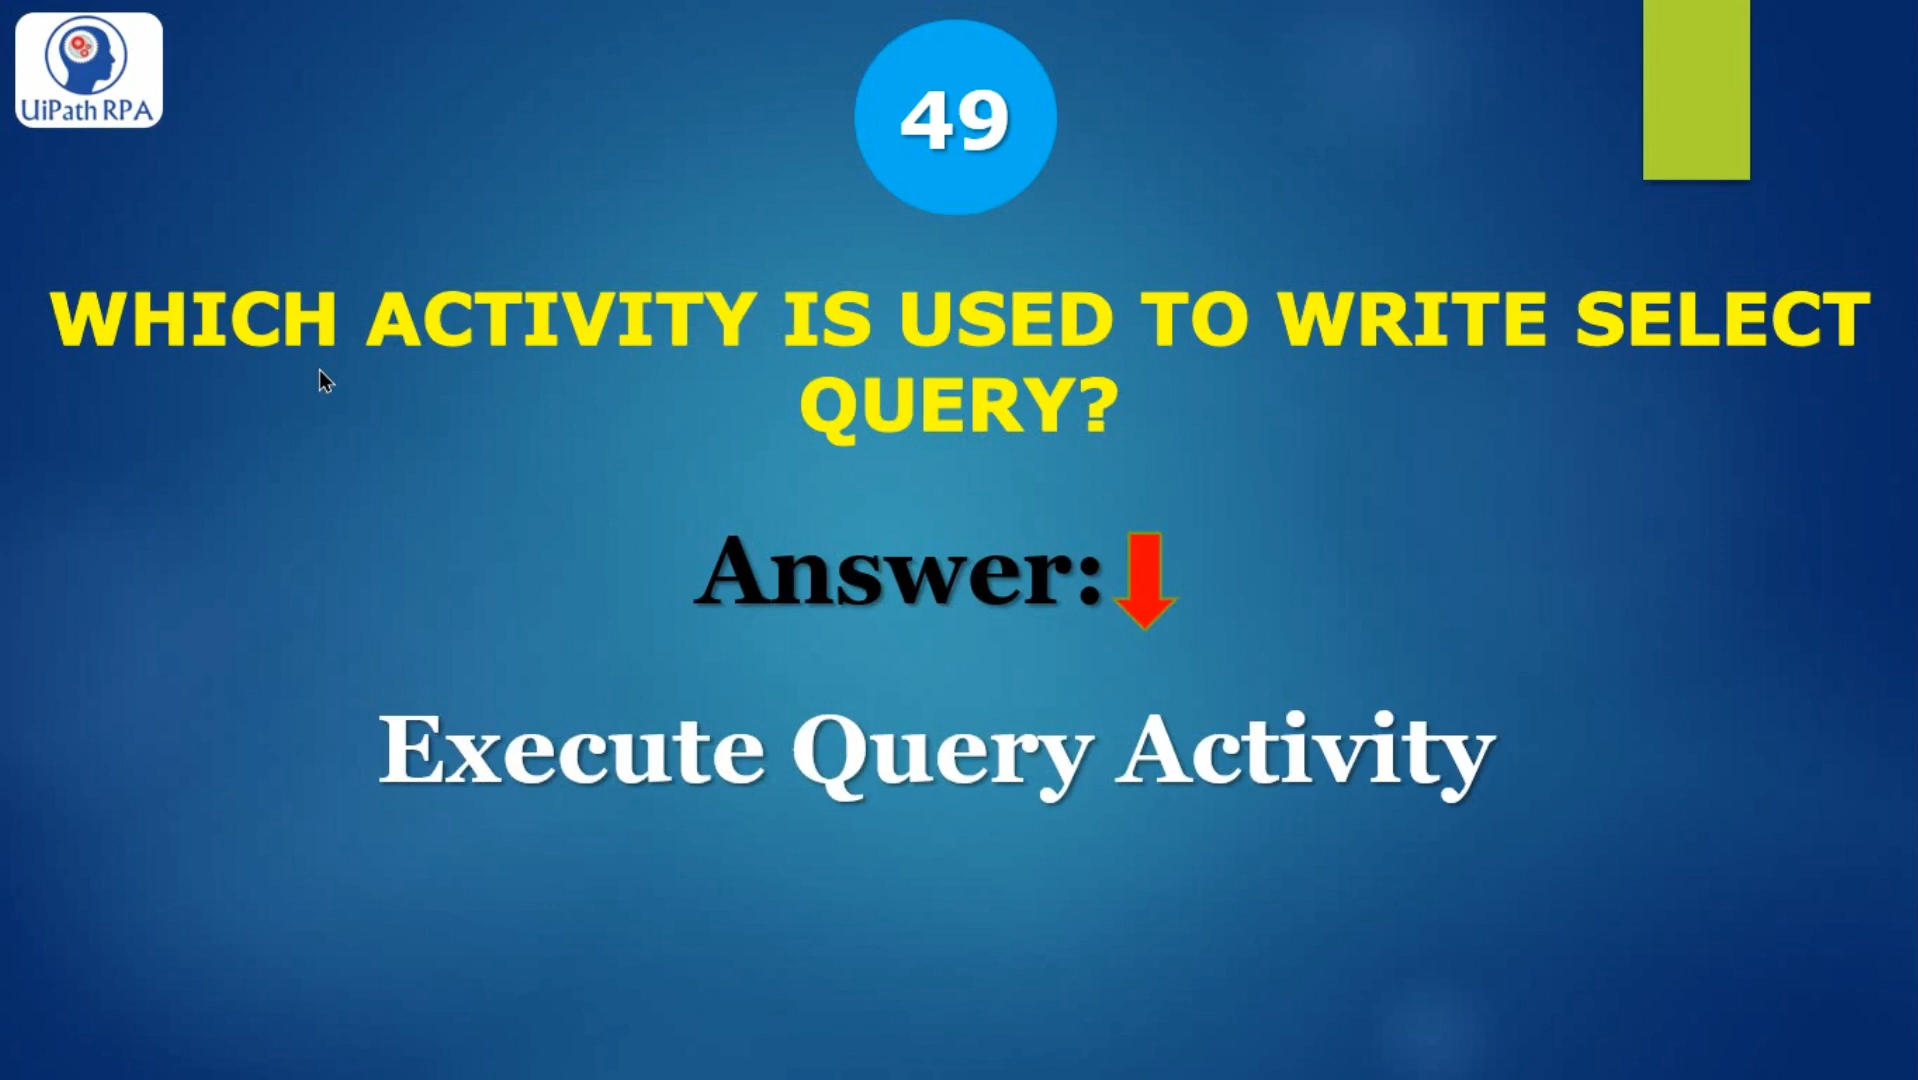 UiPath RPA
49
WHICH ACTIVITY IS USED TO WRITE SELECT
QUERY?
Answer:
Execute Query Activity